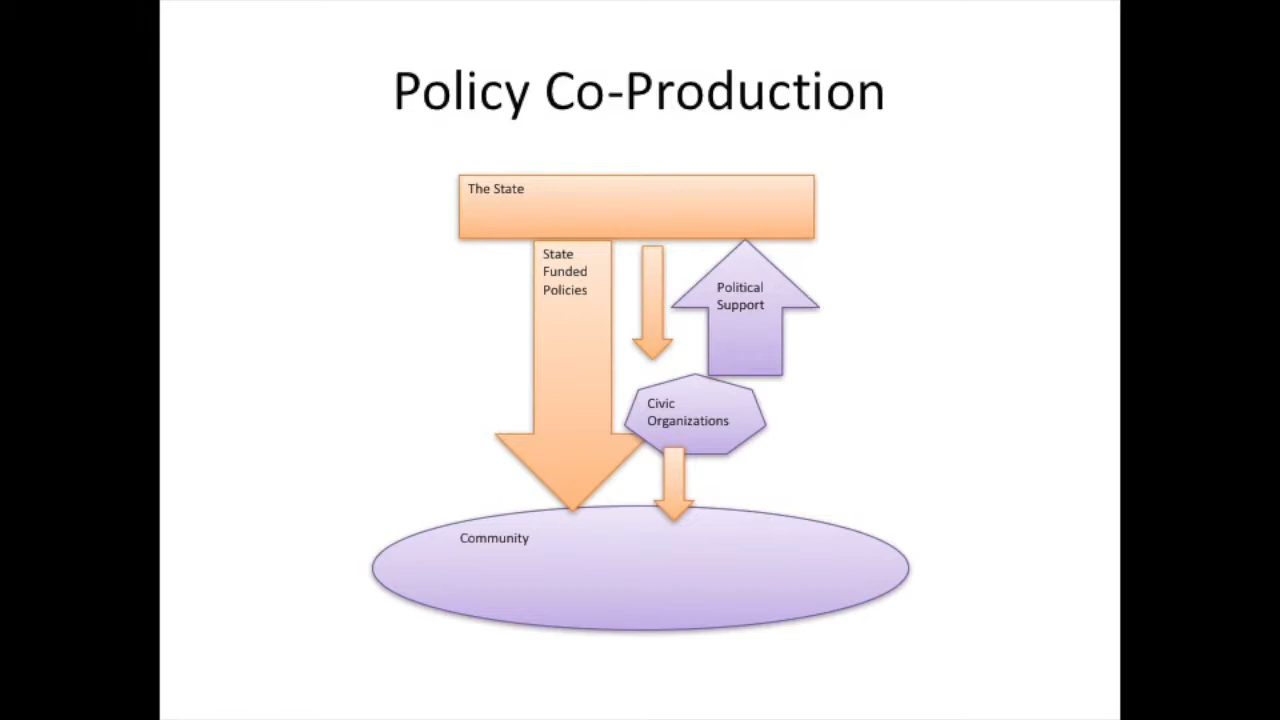 Policy Co-Production
The State
State
Funded
Policies
Political
Support
Civic
Organizations
Community